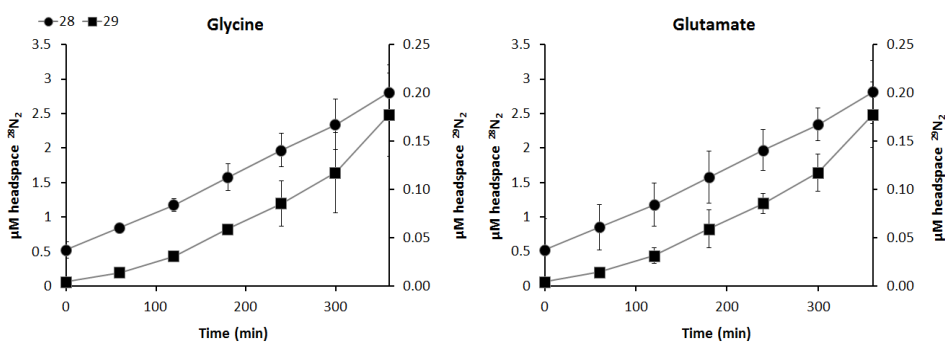 28 29
Glycine
3.5
3
2.5
2
1.5
1
0.5
0
µM headspace ²⁸N₂
0.25
0.20
0.15
0.10
0.05
0.00
µM headspace ²⁹N₂
0 100 200 300
Time (min)
Glutamate
3.5
3
2.5
2
1.5
1
0.5
0
µM headspace ²⁸N₂
0.25
0.20
0.15
0.10
0.05
0.00
µM headspace ²⁹N₂
0 100 200 300
Time (min)